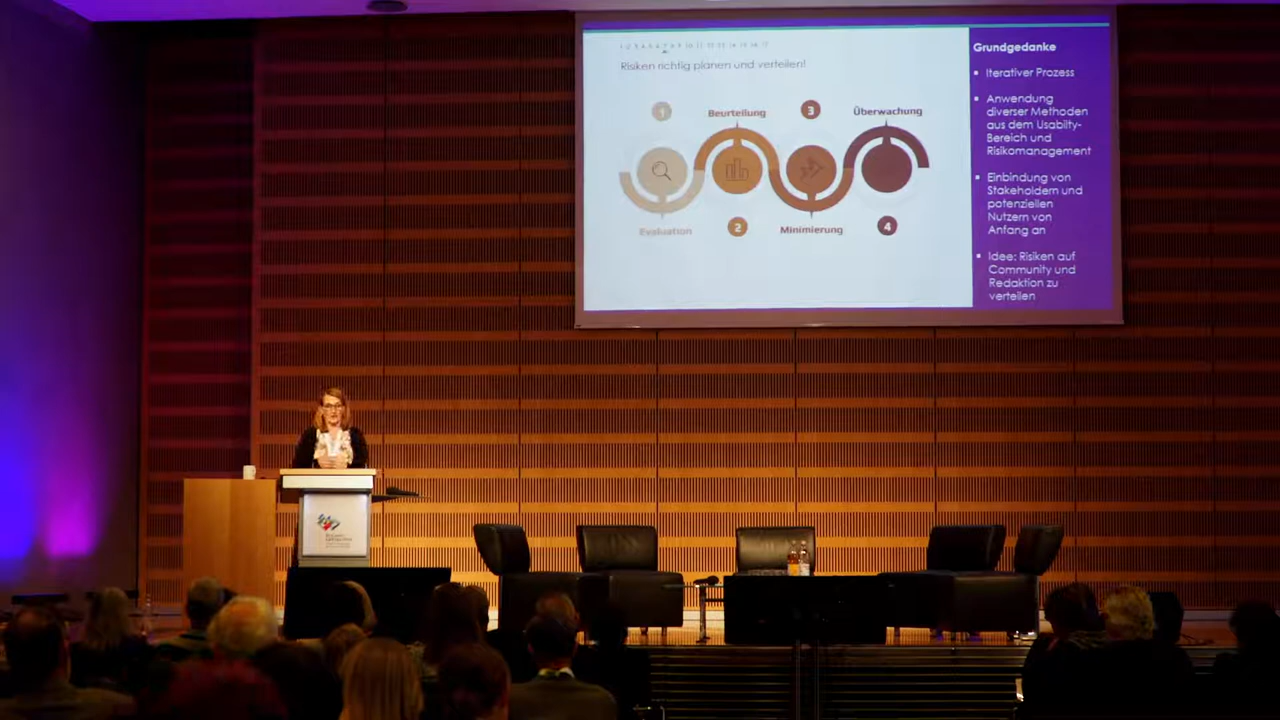 Risiken richtig planen und verteilen!
1
Beurteilung
3
Überwachung
Evaluation
2
Minimierung
4
Grundgedanke
Iterativer Prozess
Anwendung
diverser Methoden
aus dem Usabilty-
Bereich und
Risikomanagement
Einbindung von
Stakeholdern und
potenziellen
Nutzern von
Anfang an
Idee: Risiken auf
Community und
Redaktion zu
verteilen